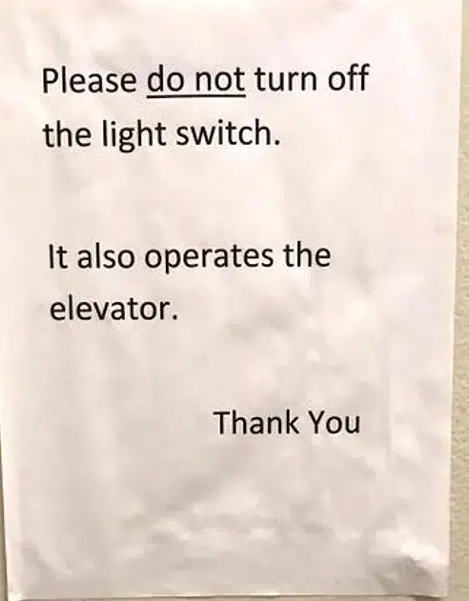 Please do not turn off
the light switch.
It also operates the
elevator.
Thank You